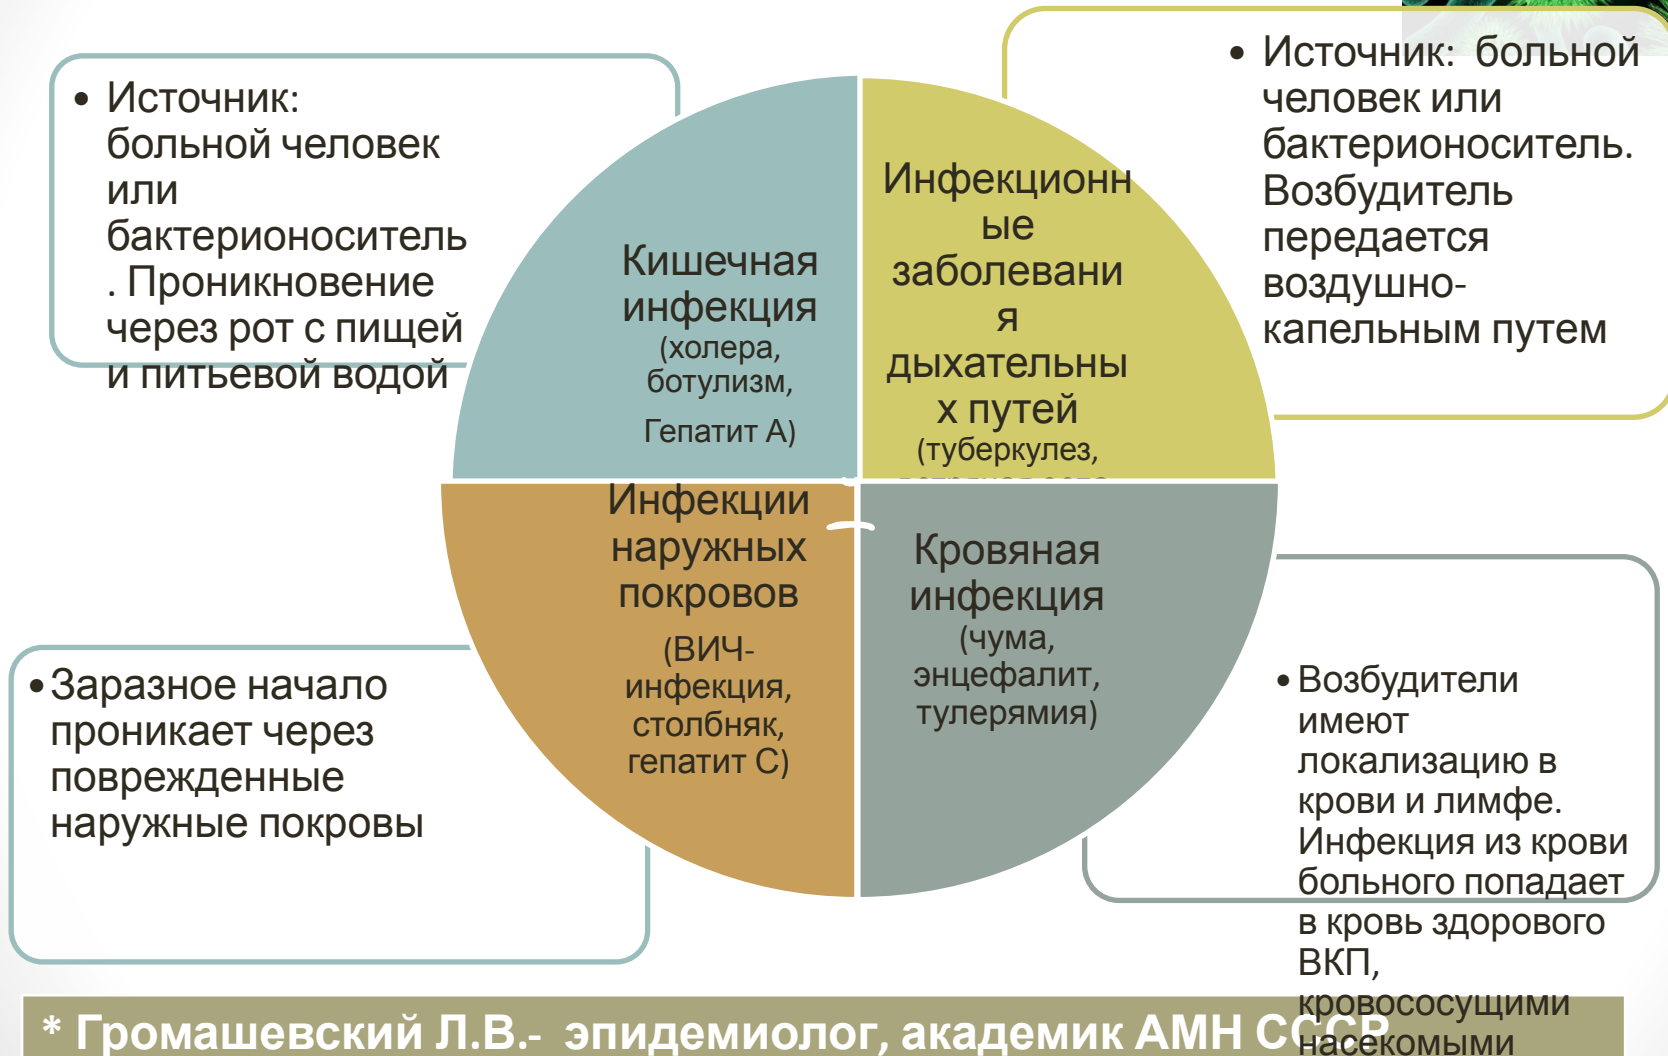 • Источник:
больной человек
или
бактерионоситель
. Проникновение
через рот с пищей
и питьевой водой
• Источник: больной
человек или
бактерионоситель.
Возбудитель
передается
воздушно-
капельным путем
Кишечная
инфекция
(холера,
ботулизм,
Гепатит А)
Инфекционн
ые
заболевани
я
дыхательны
х путей
(туберкулез,
Инфекции
наружных
покровов
(ВИЧ-
инфекция,
столбняк,
гепатит С)
Кровяная
инфекция
(чума,
энцефалит,
тулерямия)
• Заразное начало
проникает через
поврежденные
наружные покровы
• Возбудители
имеют
локализацию в
крови и лимфе.
Инфекция из крови
больного попадает
в кровь здорового
ВКП,
кровососущими
насекомыми
* Громашевский Л.В.- эпидемиолог, академик АМН СССР